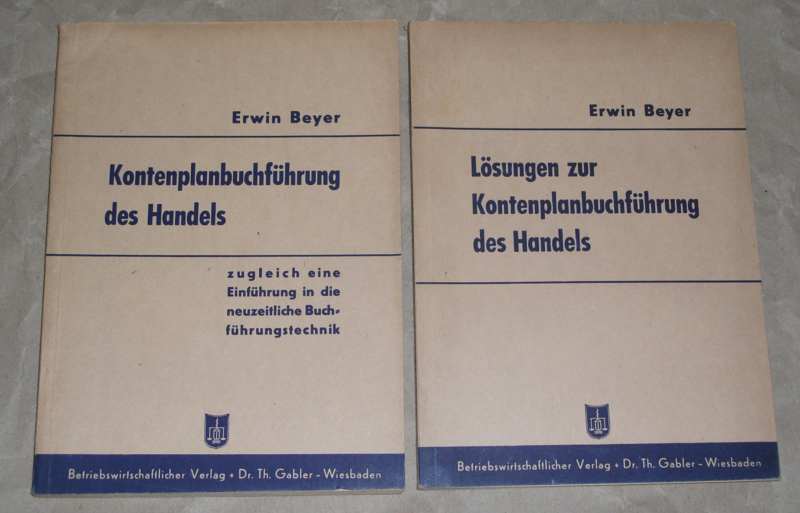 Erwin Beyer
Kontenplanbuchführung
des Handels
zugleich eine
Einführung in die
neuzeitliche Buch-
führungstechnik
Betriebswirtschaftlicher Verlag + Dr. Th. Gabler - Wiesbaden
Erwin Beyer
Lösungen zur
Kontenplanbuchführung
des Handels
Betriebswirtschaftlicher Verlag + Dr. Th. Gabler - Wiesbaden